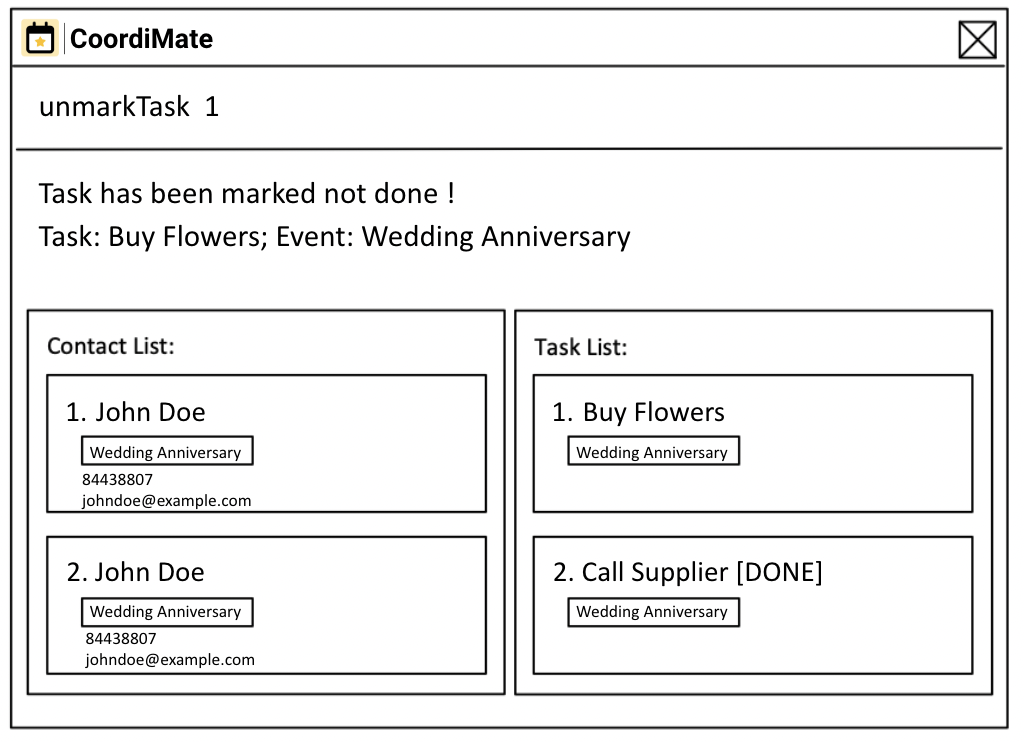 CoordiMate
unmarkTask 1
Task has been marked not done !
Task: Buy Flowers; Event: Wedding Anniversary
Contact List:
1. John Doe
Wedding Anniversary
84438807
johndoe@example.com
2. John Doe
Wedding Anniversary
84438807
johndoe@example.com
Task List:
1. Buy Flowers
Wedding Anniversary
2. Call Supplier [DONE]
Wedding Anniversary